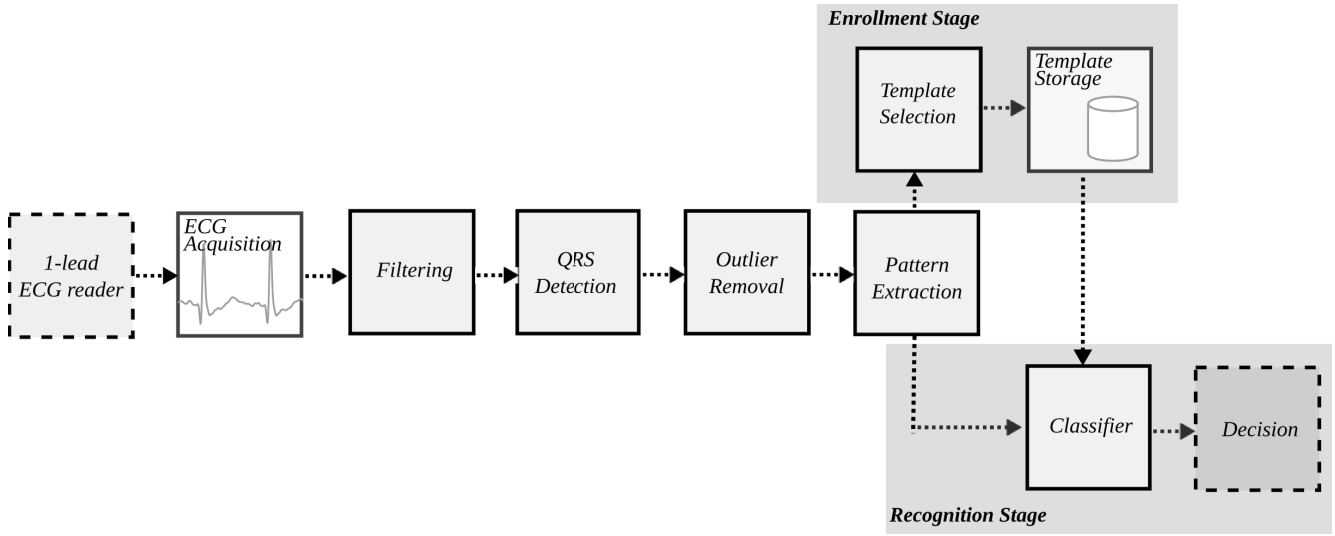 Enrollment Stage
Template
Selection
Template
Storage
1-lead
ECG reader
ECG
Acquisition
Filtering
QRS
Detection
Outlier
Removal
Pattern
Extraction
Classifier
Decision
Recognition Stage